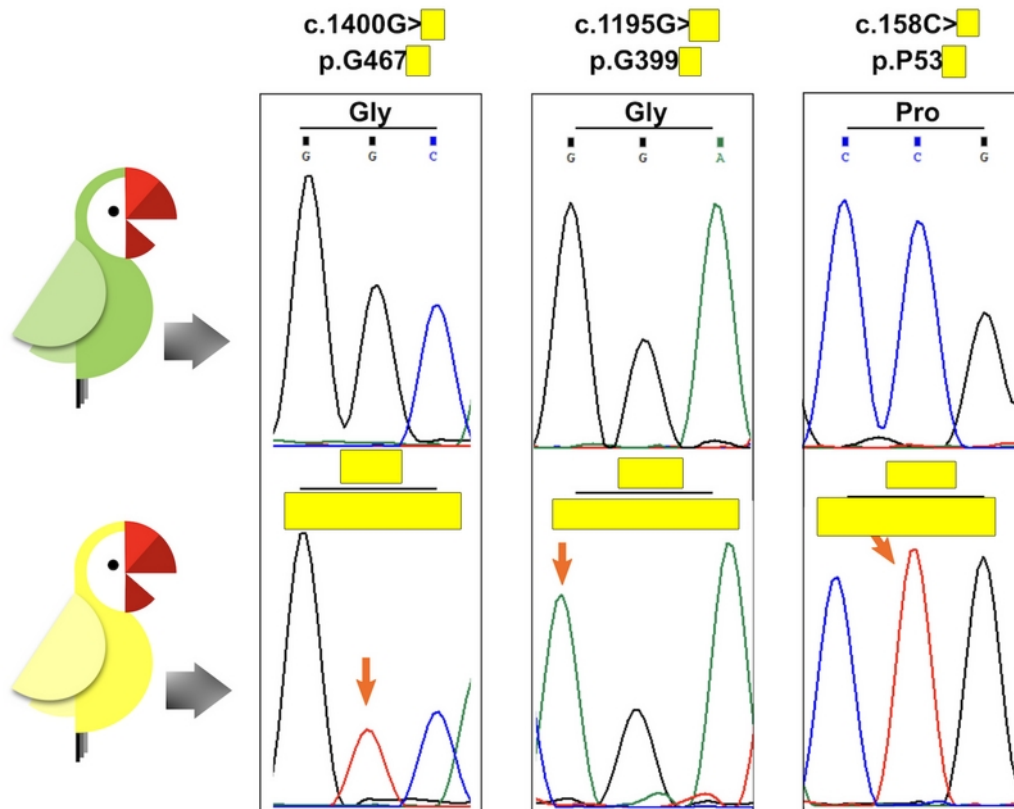 c.1400G>
p.G467
c.1195G>
p.G399
c.158C>
p.P53
Gly
G G C
Gly
G G A
Pro
C C G